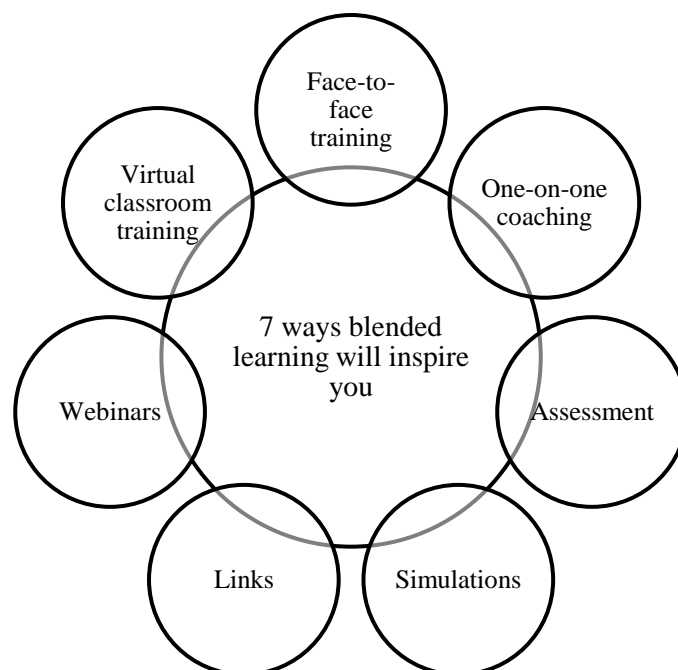 Face-to-
face
training
One-on-one
coaching
Assessment
Simulations
Links
Webinars
Virtual
classroom
training
7 ways blended
learning will inspire
you